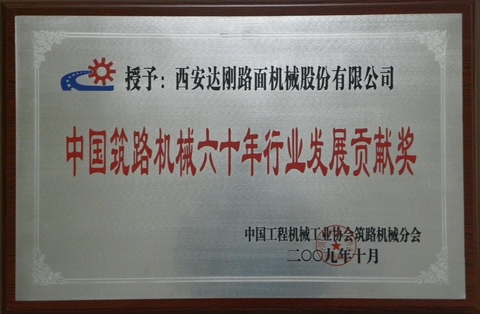 授予：西安达刚路面机械股份有限公司
中国筑路机械六十年行业发展贡献奖
中国工程机械工业协会筑路机械分会
二〇〇九年十月